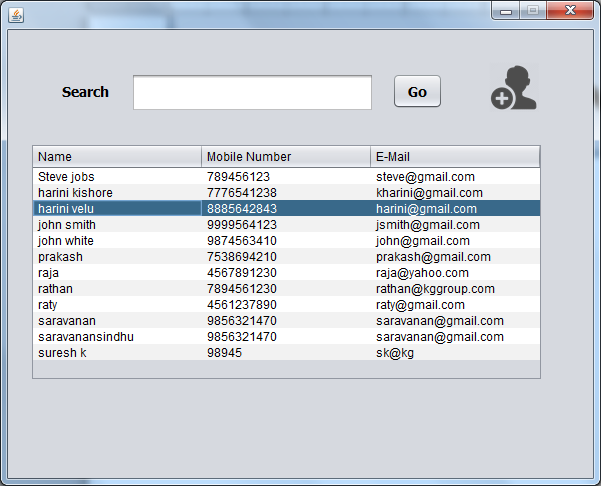 Search Go
Name Mobile Number E-Mail
Steve jobs 789456123 steve@gmail.com
harini kishore 7776541238 kharini@gmail.com
harini velu 8885642843 harini@gmail.com
john smith 9999564123 jsmith@gmail.com
john white 9874563410 john@gmail.com
prakash 7538694210 prakash@gmail.com
raja 4567891230 raja@yahoo.com
rathan 7894561230 rathan@kggroup.com
raty 4561237890 raty@gmail.com
saravanan 9856321470 saravanan@gmail.com
saravanansindhu 9856321470 saravanan@gmail.com
suresh k 98945 sk@kg